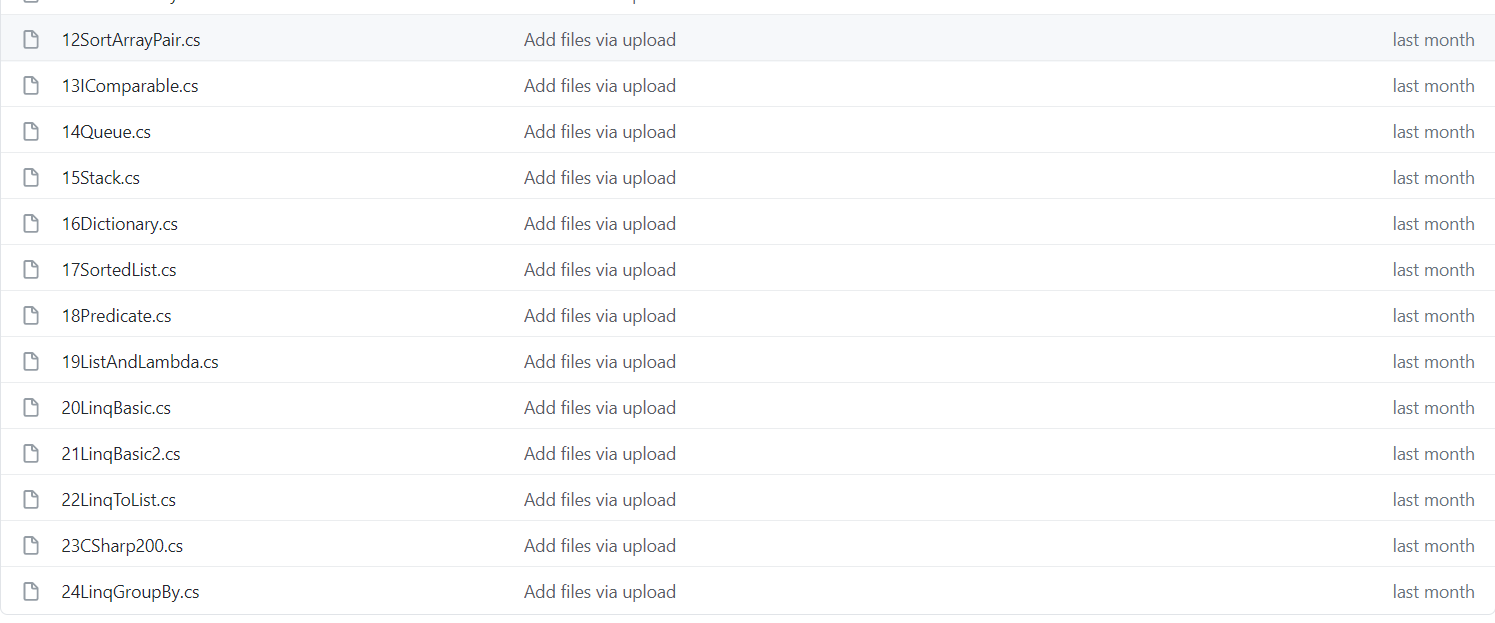 12SortArrayPair.cs Add files via upload last month
13IComparable.cs Add files via upload last month
14Queue.cs Add files via upload last month
15Stack.cs Add files via upload last month
16Dictionary.cs Add files via upload last month
17SortedList.cs Add files via upload last month
18Predicate.cs Add files via upload last month
19ListAndLambda.cs Add files via upload last month
20LinqBasic.cs Add files via upload last month
21LinqBasic2.cs Add files via upload last month
22LinqToList.cs Add files via upload last month
23CSharp200.cs Add files via upload last month
24LinqGroupBy.cs Add files via upload last month